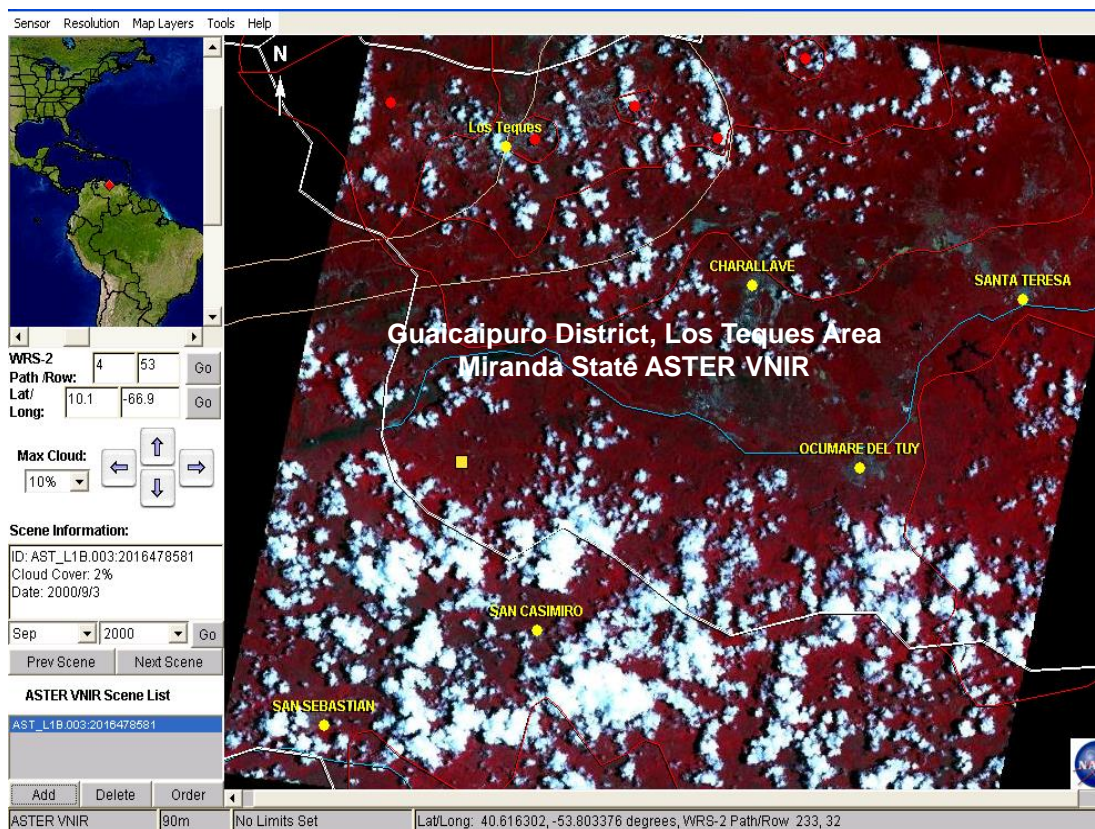 Sensor Resolution Map Layers Tools Help
N
Los Teques
CHARALLAVE
SANTA TERESA
Guaicaipuro District, Los Teques Area
Miranda State ASTER VNIR
OCUMARE DEL TUY
SAN CASIMIRO
SAN SEBASTIAN
WRS-2
Path /Row: 4 53 Go
Lat/
Long: 10.1 -66.9 Go
Max Cloud:
10%
Scene Information:
ID: AST_L1B.003:2016478581
Cloud Cover: 2%
Date: 2000/9/3
Sep 2000 Go
Prev Scene Next Scene
ASTER VNIR Scene List
AST_L1B.003:2016478581
Add Delete Order
ASTER VNIR 90m No Limits Set Lat/Long: 40.616302, -53.803376 degrees, WRS-2 Path/Row 233, 32